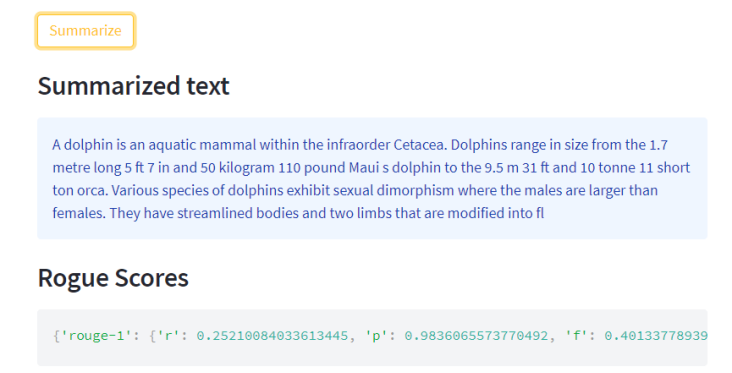 Summarize
Summarized text
A dolphin is an aquatic mammal within the infraorder Cetacea. Dolphins range in size from the 1.7
metre long 5 ft 7 in and 50 kilogram 110 pound Maui s dolphin to the 9.5 m 31 ft and 10 tonne 11 short
ton orca. Various species of dolphins exhibit sexual dimorphism where the males are larger than
females. They have streamlined bodies and two limbs that are modified into fl
Rogue Scores
{'rouge-1': {'r': 0.25210084033613445, 'p': 0.9836065573770492, 'f': 0.40133778939